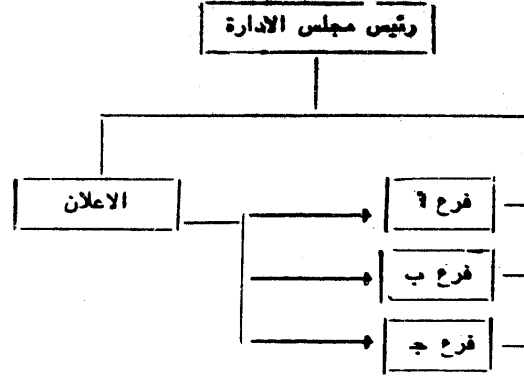 رئيس مجلس الادارة
الاعلان
فرع أ
فرع ب
فرع جـ